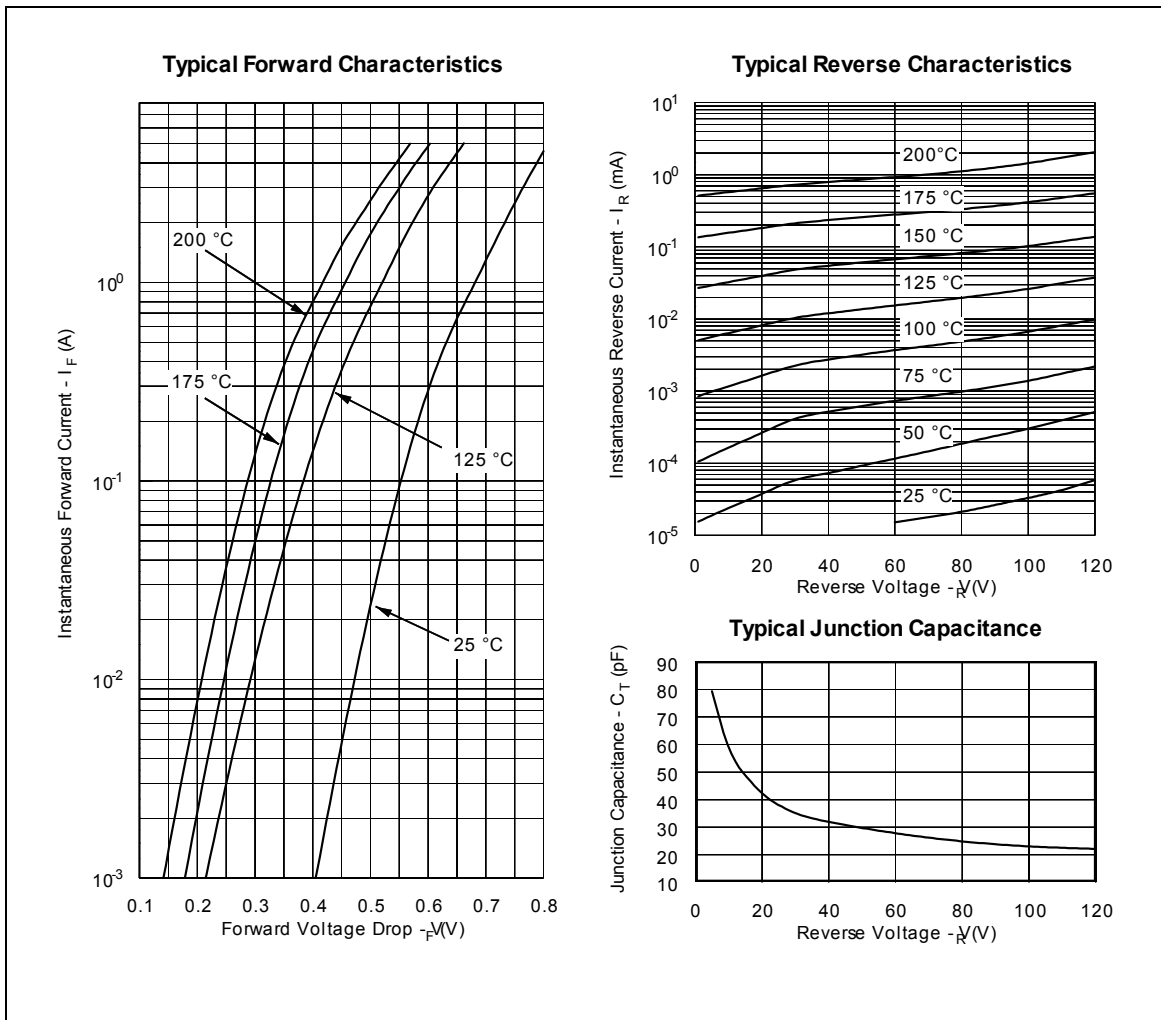 Typical Forward Characteristics
Instantaneous Forward Current - I_F (A)
10^0
10^-1
10^-2
10^-3
200 °C
175 °C
125 °C
25 °C
0.1 0.2 0.3 0.4 0.5 0.6 0.7 0.8
Forward Voltage Drop -_FV(V)
Typical Reverse Characteristics
Instantaneous Reverse Current - I_R (mA)
10^1
10^0
10^-1
10^-2
10^-3
10^-4
10^-5
200°C
175 °C
150 °C
125 °C
100 °C
75 °C
50 °C
25 °C
0 20 40 60 80 100 120
Reverse Voltage -_RV(V)
Typical Junction Capacitance
Junction Capacitance - C_T (pF)
90
80
70
60
50
40
30
20
10
0 20 40 60 80 100 120
Reverse Voltage -_RV(V)